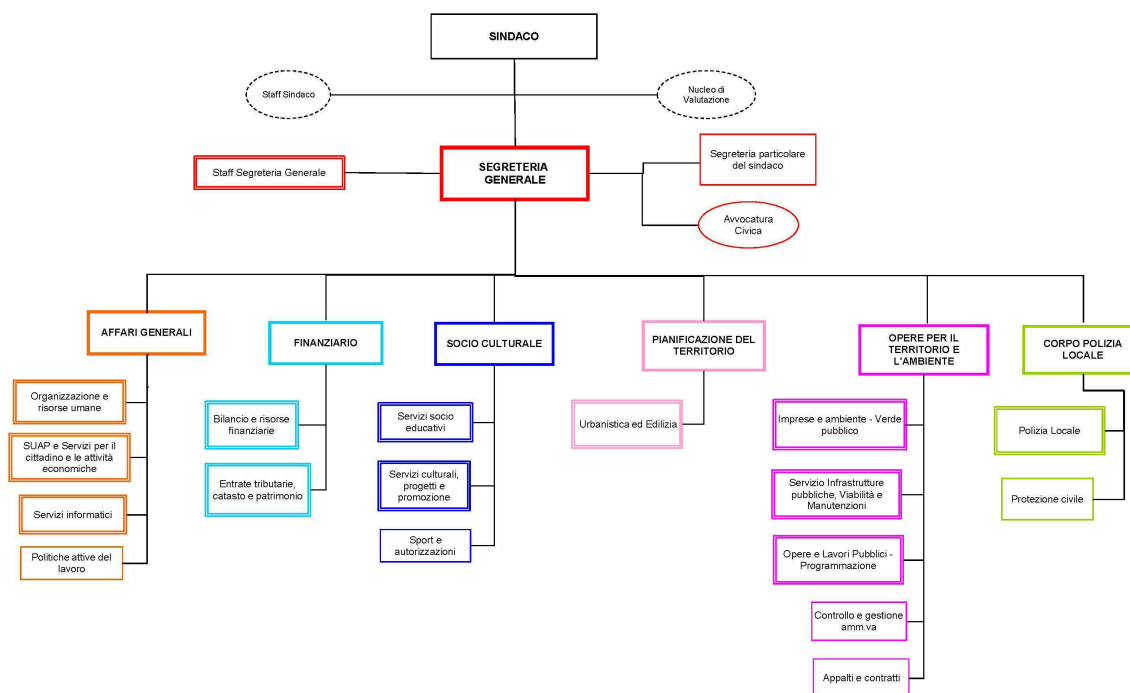 SINDACO
Staff Sindaco
Nucleo di
Valutazione
Staff Segreteria Generale
SEGRETERIA
GENERALE
Segreteria particolare
del sindaco
Avvocatura
Civica
AFFARI GENERALI
FINANZIARIO
SOCIO CULTURALE
PIANIFICAZIONE DEL
TERRITORIO
OPERE PER IL
TERRITORIO E
L'AMBIENTE
CORPO POLIZIA
LOCALE
Organizzazione e
risorse umane
SUAP e Servizi per il
cittadino e le attività
economiche
Servizi informatici
Politiche attive del
lavoro
Bilancio e risorse
finanziarie
Entrate tributarie,
catasto e patrimonio
Servizi socio
educativi
Servizi culturali,
progetti e
promozione
Sport e
autorizzazioni
Urbanistica ed Edilizia
Imprese e ambiente - Verde
pubblico
Servizio Infrastrutture
pubbliche, Viabilità e
Manutenzioni
Opere e Lavori Pubblici -
Programmazione
Controllo e gestione
amm.va
Appalti e contratti
Polizia Locale
Protezione civile